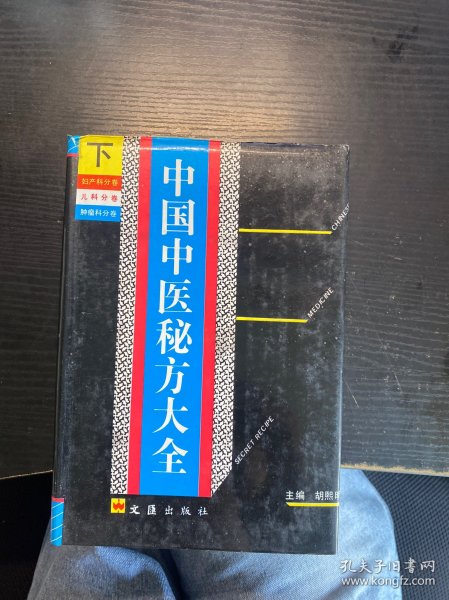 下
妇产科分卷
儿科分卷
肿瘤科分卷
中国中医秘方大全
CHINESE
MEDICINE
SECRET RECIPE
主编 胡熙明
文汇出版社
孔夫子旧书网
www.kongfz.com